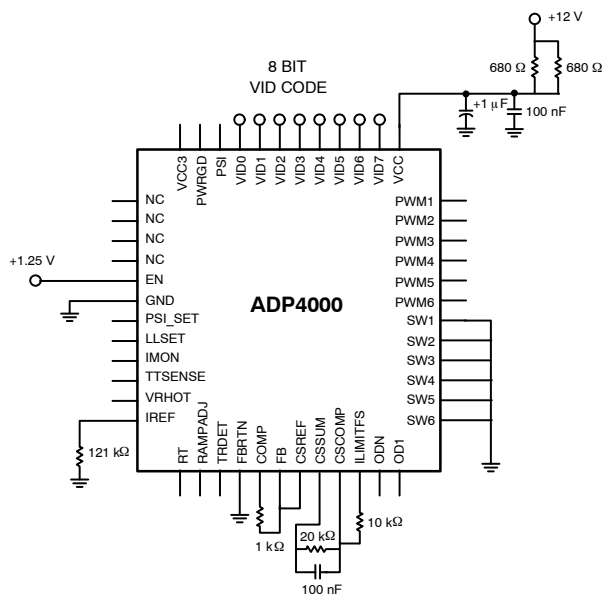 +12 V
680 Ω
680 Ω
8 BIT
VID CODE
+1 μF
100 nF
VCC3
PWRGD
PSI
VID0
VID1
VID2
VID3
VID4
VID5
VID6
VID7
VCC
NC
NC
NC
NC
+1.25 V
EN
GND
PSI_SET
LLSET
IMON
TTSENSE
VRHOT
IREF
ADP4000
PWM1
PWM2
PWM3
PWM4
PWM5
PWM6
SW1
SW2
SW3
SW4
SW5
SW6
121 kΩ
RT
RAMPADJ
TRDET
FBRTN
COMP
FB
CSREF
CSSUM
CSCOMP
ILIMITFS
ODN
OD1
1 kΩ
20 kΩ
10 kΩ
100 nF